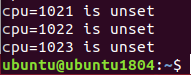 cpu=1021 is unset
cpu=1022 is unset
cpu=1023 is unset
ubuntu@ubuntu1804:~$